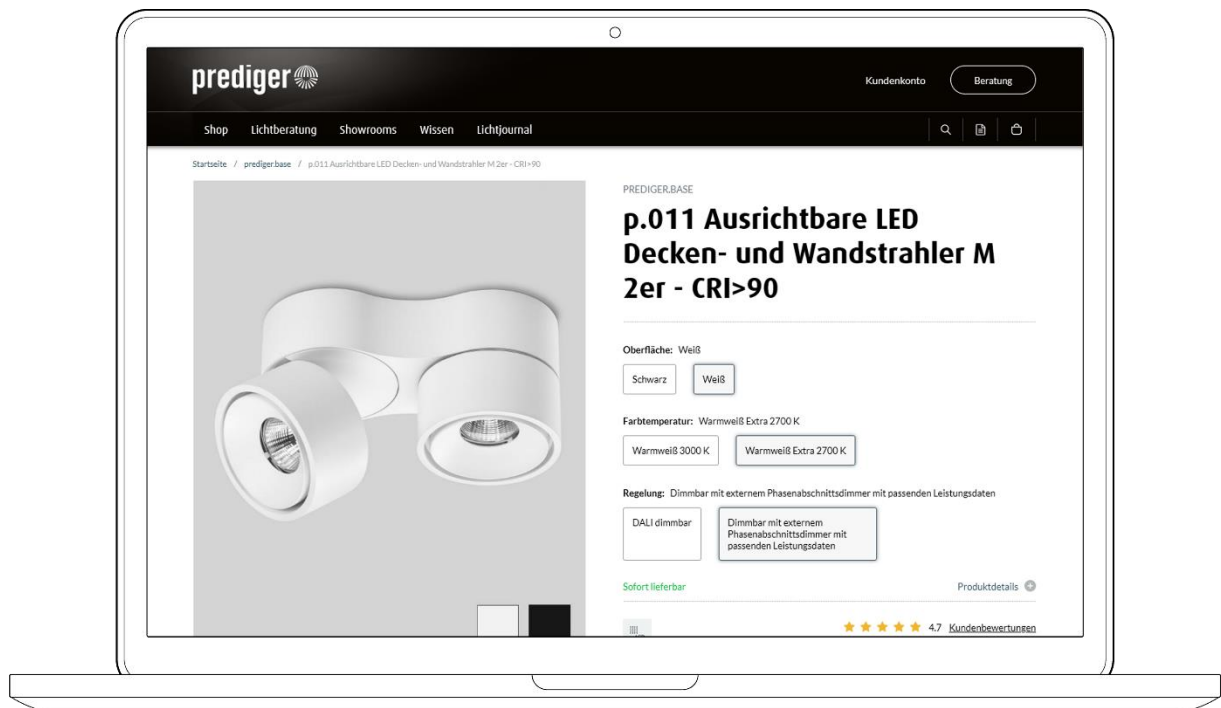 prediger
Kundenkonto
Beratung
Shop
Lichtberatung
Showrooms
Wissen
Lichtjournal
Startseite / prediger.base / p.011 Ausrichtbare LED Decken- und Wandstrahler M 2er - CRI>90
PREDIGER.BASE
p.011 Ausrichtbare LED
Decken- und Wandstrahler M
2er - CRI>90
Oberfläche: Weiß
Schwarz
Weiß
Farbtemperatur: Warmweiß Extra 2700 K
Warmweiß 3000 K
Warmweiß Extra 2700 K
Regelung: Dimmbar mit externem Phasenabschnittsdimmer mit passenden Leistungsdaten
DALI dimmbar
Dimmbar mit externem
Phasenabschnittsdimmer mit
passenden Leistungsdaten
Sofort lieferbar
Produktdetails
4.7 Kundenbewertungen